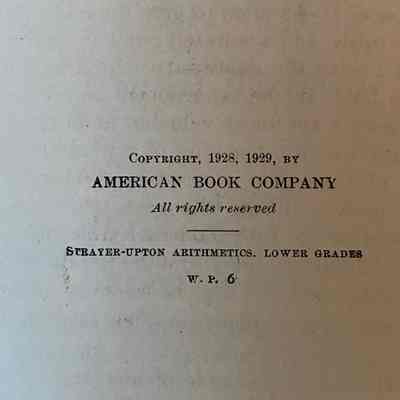 COPYRIGHT, 1928, 1929, BY
AMERICAN BOOK COMPANY
All rights reserved
STRAYER-UPTON ARITHMETICS. LOWER GRADES
W. P. 6